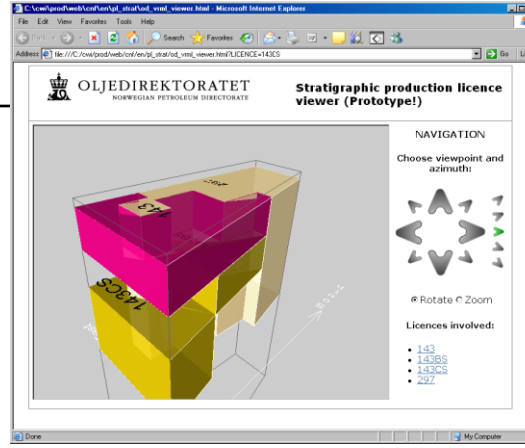 C:\cwi\prod\web\cnf\en\pl_strat\od_vrml_viewer.html - Microsoft Internet Explorer
File Edit View Favorites Tools Help
Search Favorites
Address file:///C:/cwi/prod/web/cnf/en/pl_strat/od_vrml_viewer.html?LICENCE=143CS Go
OLJEDIREKTORATET
NORWEGIAN PETROLEUM DIRECTORATE
Stratigraphic production licence
viewer (Prototype!)
NAVIGATION
Choose viewpoint and
azimuth:
297
143
143CS
Rotate Zoom
Licences involved:
143
143BS
143CS
297
Done My Computer